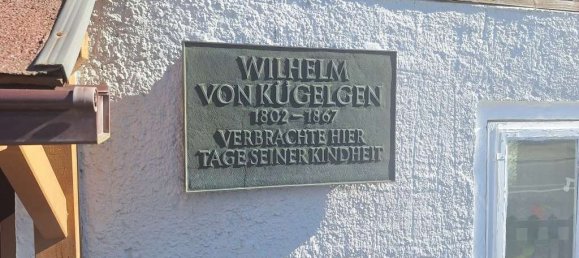 WILHELM
VON KÜGELGEN
1802 – 1867
VERBRACHTE HIER
TAGE SEINER KINDHEIT